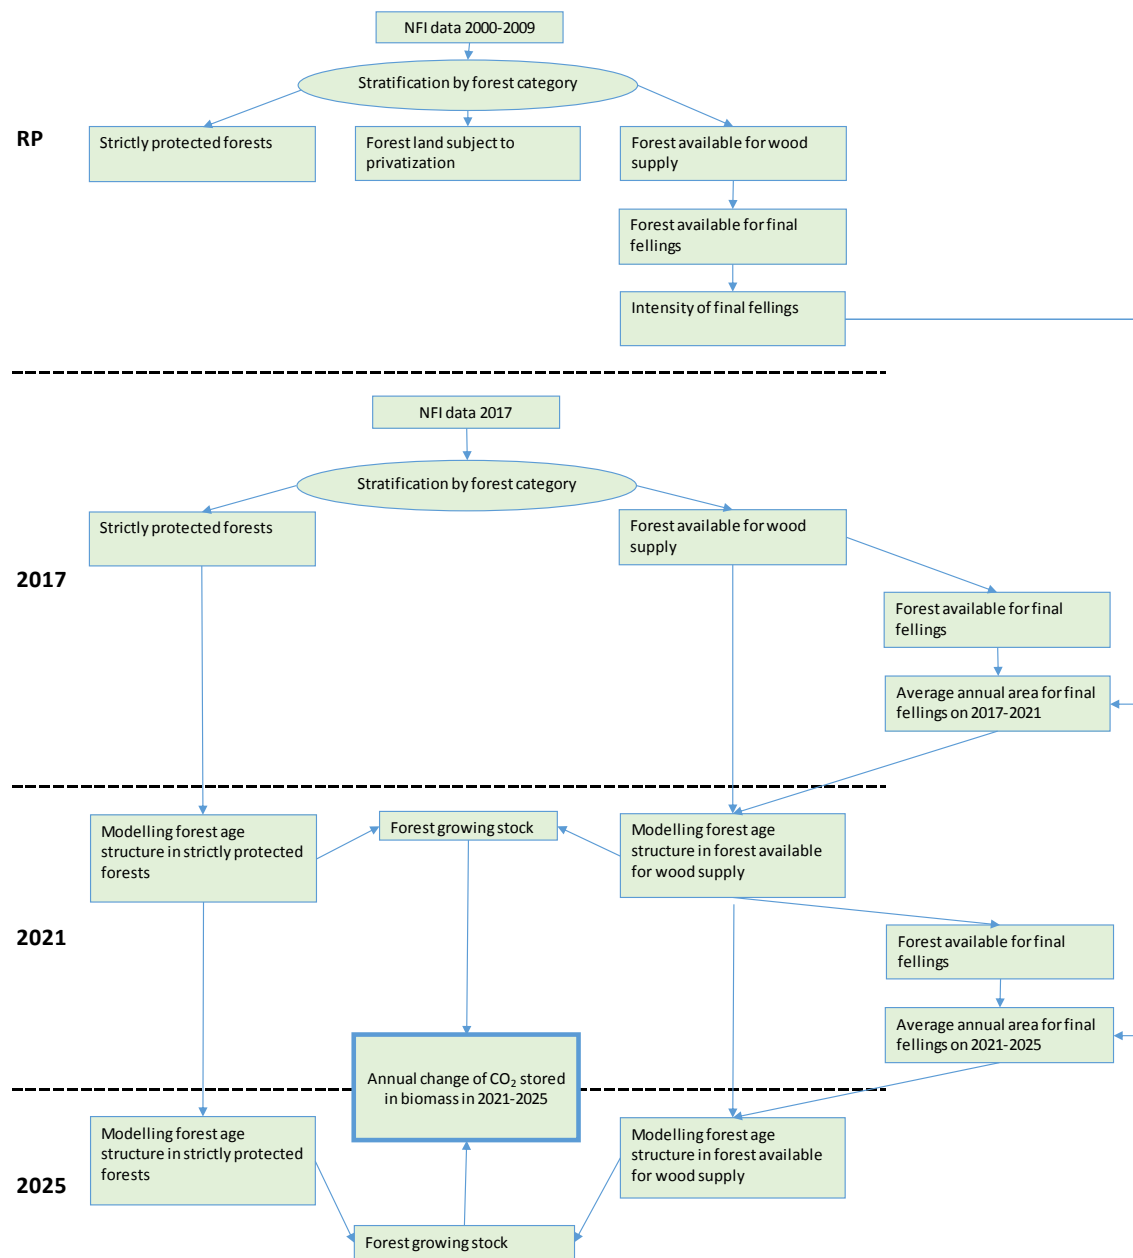 NFI data 2000-2009
Stratification by forest category
RP
Strictly protected forests
Forest land subject to
privatization
Forest available for wood
supply
Forest available for final
fellings
Intensity of final fellings
NFI data 2017
Stratification by forest category
Strictly protected forests
Forest available for wood
supply
2017
Forest available for final
fellings
Average annual area for final
fellings on 2017-2021
Modelling forest age
structure in strictly protected
forests
Forest growing stock
Modelling forest age
structure in forest available
for wood supply
2021
Forest available for final
fellings
Average annual area for final
fellings on 2021-2025
Annual change of CO₂ stored
in biomass in 2021-2025
Modelling forest age
structure in strictly protected
forests
Modelling forest age
structure in forest available
for wood supply
2025
Forest growing stock